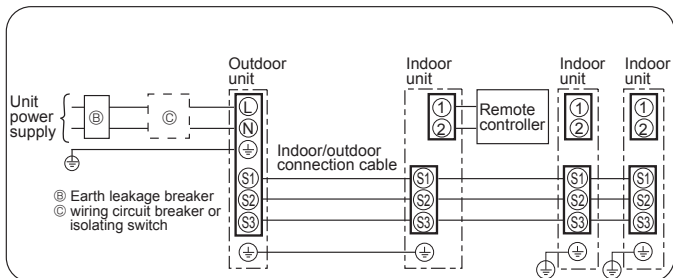 Outdoor
unit
Indoor
unit
Indoor
unit
Indoor
unit
Unit
power
supply
Ⓑ
Ⓒ
L
N
1
2
Remote
controller
1
2
1
2
Indoor/outdoor
connection cable
S1
S2
S3
S1
S2
S3
S1
S2
S3
S1
S2
S3
Ⓑ Earth leakage breaker
Ⓒ wiring circuit breaker or
isolating switch